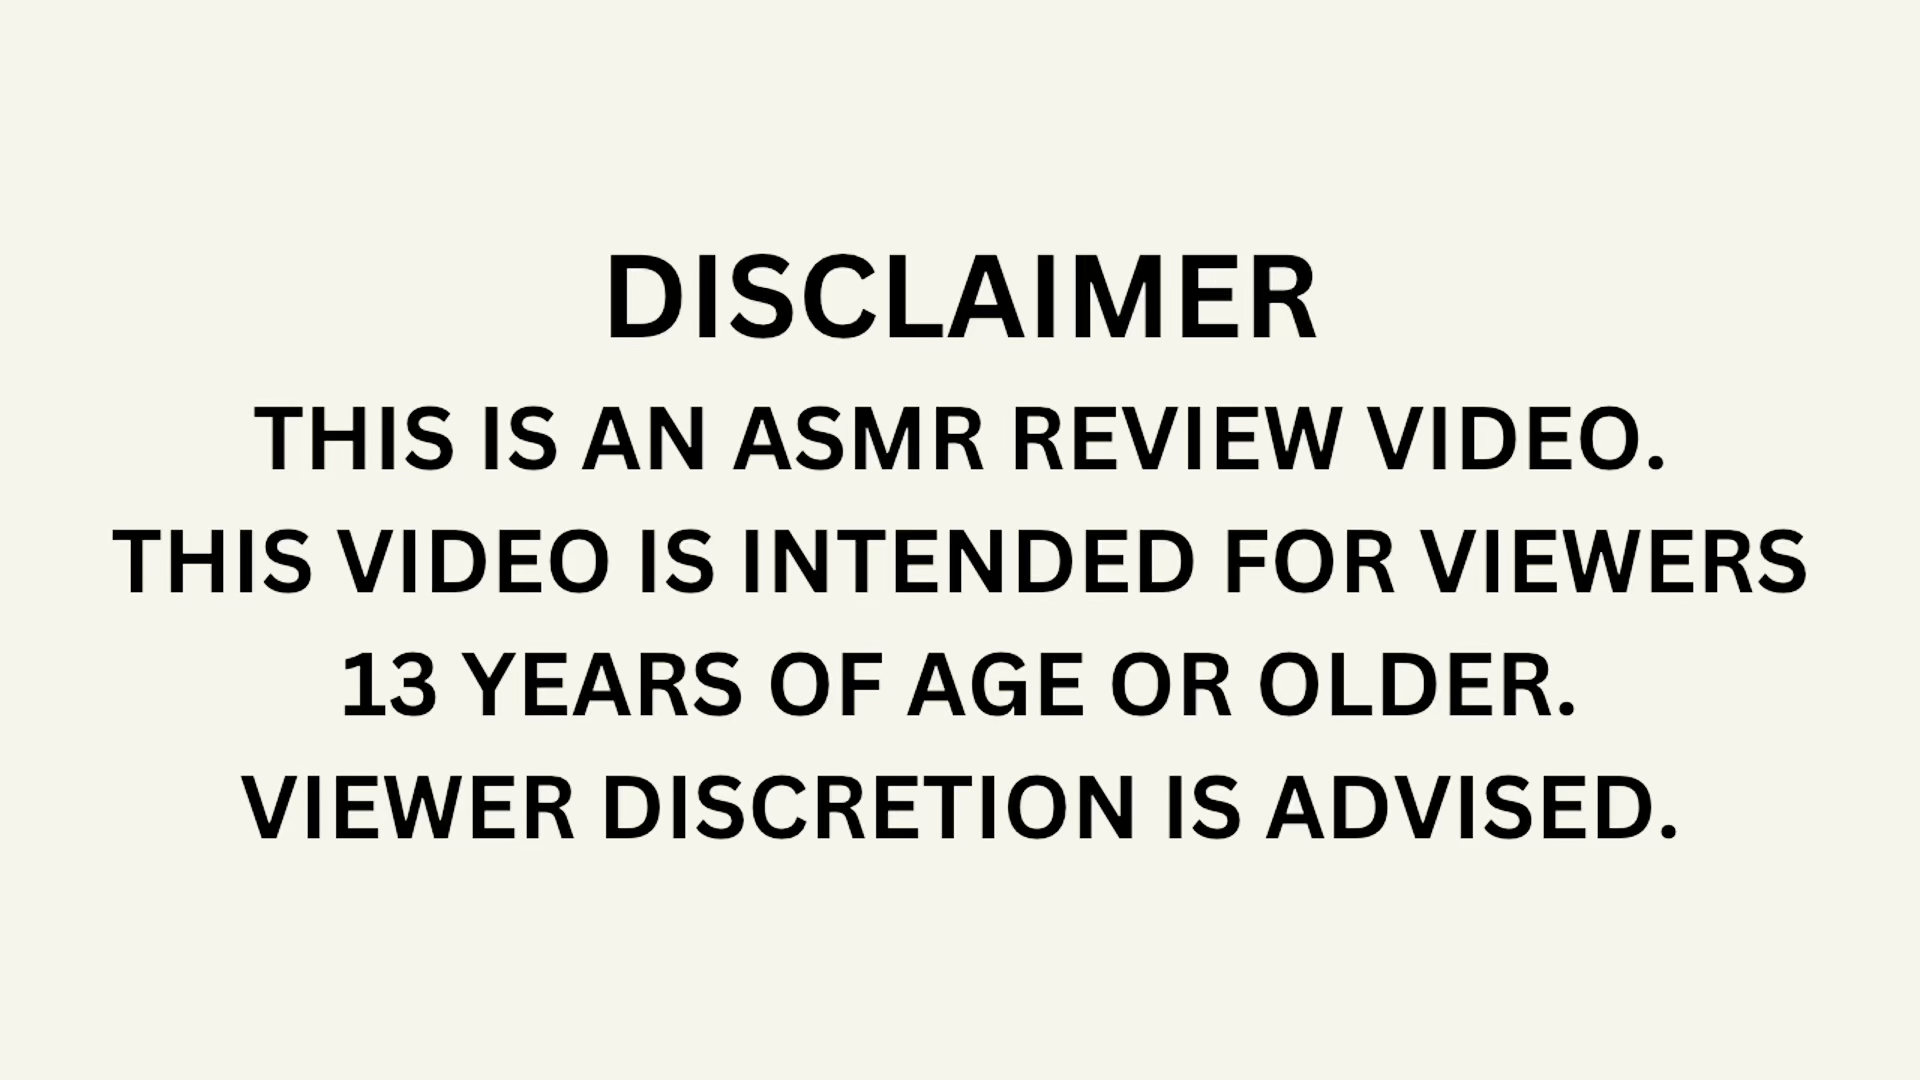 DISCLAIMER
THIS IS AN ASMR REVIEW VIDEO.
THIS VIDEO IS INTENDED FOR VIEWERS
13 YEARS OF AGE OR OLDER.
VIEWER DISCRETION IS ADVISED.